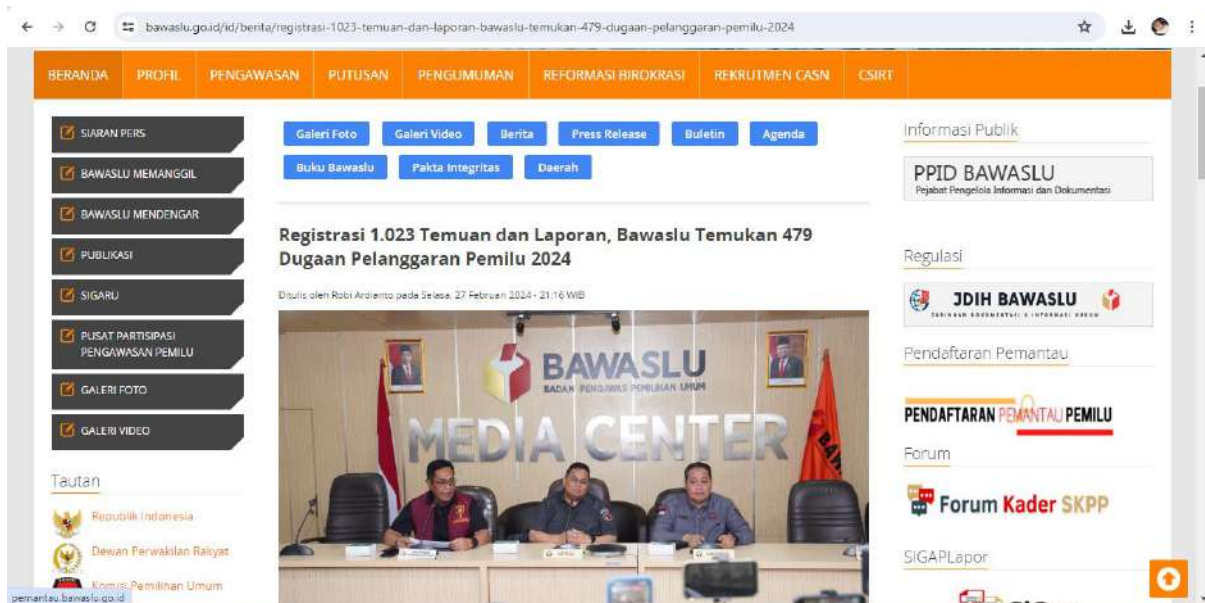 bawaslu.go.id/id/berita/registrasi-1023-temuan-dan-laporan-bawaslu-temukan-479-dugaan-pelanggaran-pemilu-2024
BERANDA PROFIL PENGAWASAN PUTUSAN PENGUMUMAN REFORMASI BIROKRASI REKRUTMEN CASN CSIRT
SIARAN PERS
BAWASLU MEMANGGIL
BAWASLU MENDENGAR
PUBLIKASI
SIGARU
PUSAT PARTISIPASI
PENGAWASAN PEMILU
GALERI FOTO
GALERI VIDEO
Tautan
Republik Indonesia
Dewan Perwakilan Rakyat
Komisi Pemilihan Umum
pemantau.bawaslu.go.id
Galeri Foto Galeri Video Berita Press Release Buletin Agenda
Buku Bawaslu Pakta Integritas Daerah
Registrasi 1.023 Temuan dan Laporan, Bawaslu Temukan 479
Dugaan Pelanggaran Pemilu 2024
Ditulis oleh Robi Ardianto pada Selasa, 27 Februari 2024 - 21:16 WIB
BAWASLU
BADAN PENGAWAS PEMILIHAN UMUM
MEDIA CENTER
Informasi Publik
PPID BAWASLU
Pejabat Pengelola Informasi dan Dokumentasi
Regulasi
JDIH BAWASLU
JARINGAN DOKUMENTASI & INFORMASI HUKUM
Pendaftaran Pemantau
PENDAFTARAN PEMANTAU PEMILU
Forum
Forum Kader SKPP
SIGAPLapor